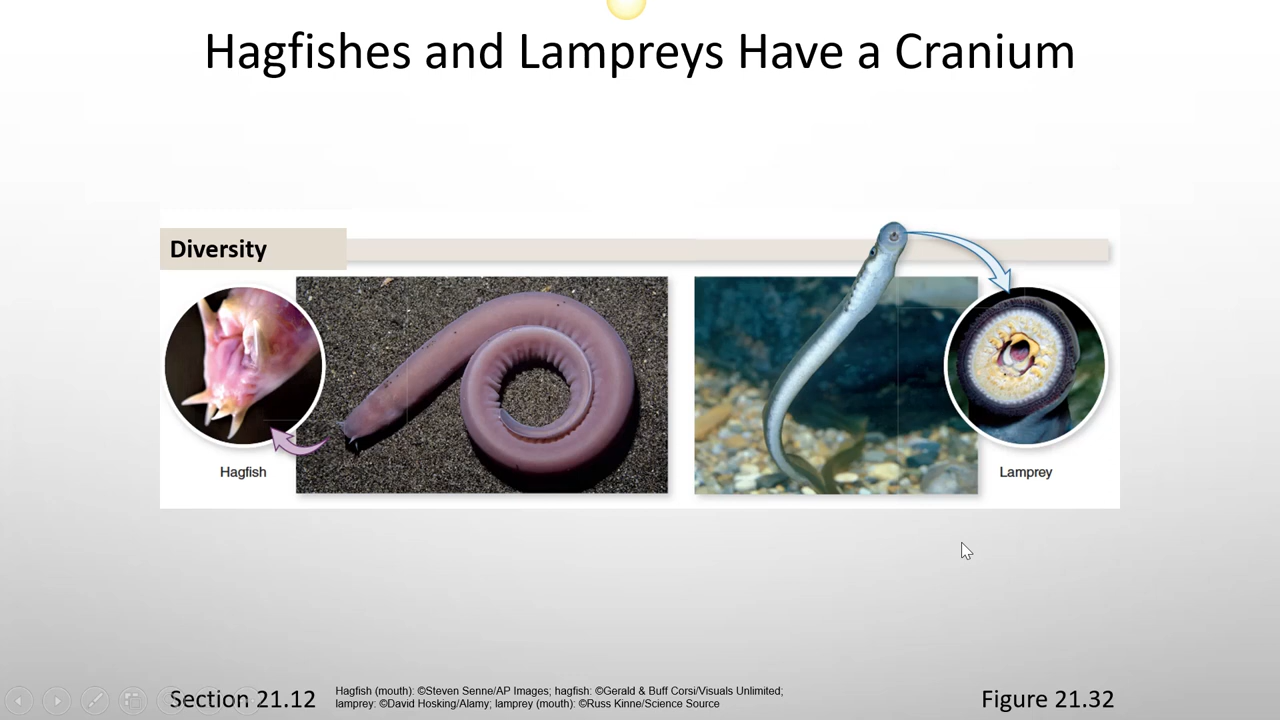 Hagfishes and Lampreys Have a Cranium
Diversity
Hagfish
Lamprey
Section 21.12
Hagfish (mouth): ©Steven Senne/AP Images; hagfish: ©Gerald & Buff Corsi/Visuals Unlimited;
lamprey: ©David Hosking/Alamy; lamprey (mouth): ©Russ Kinne/Science Source
Figure 21.32